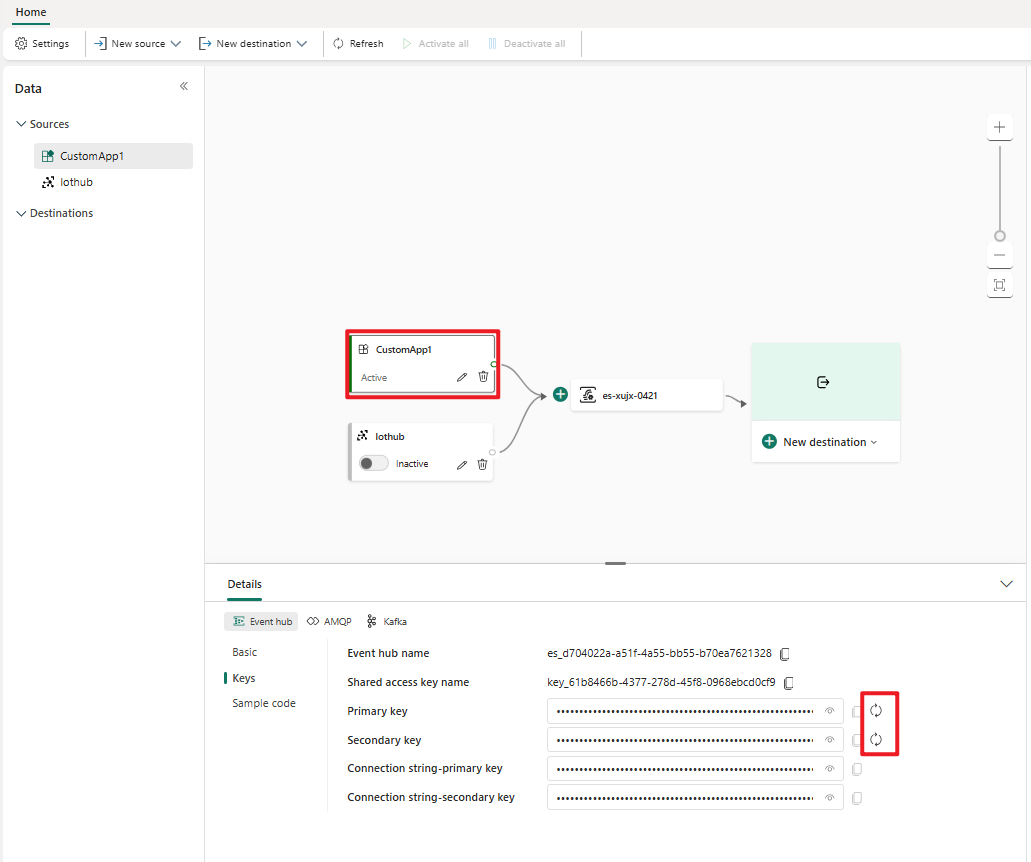 Home
Settings
New source
New destination
Refresh
Activate all
Deactivate all
Data
Sources
CustomApp1
Iothub
Destinations
CustomApp1
Active
Iothub
Inactive
es-xujx-0421
New destination
Details
Event hub
AMQP
Kafka
Basic
Keys
Sample code
Event hub name
es_d704022a-a51f-4a55-bb55-b70ea7621328
Shared access key name
key_61b8466b-4377-278d-45f8-0968ebcd0cf9
Primary key
Secondary key
Connection string-primary key
Connection string-secondary key